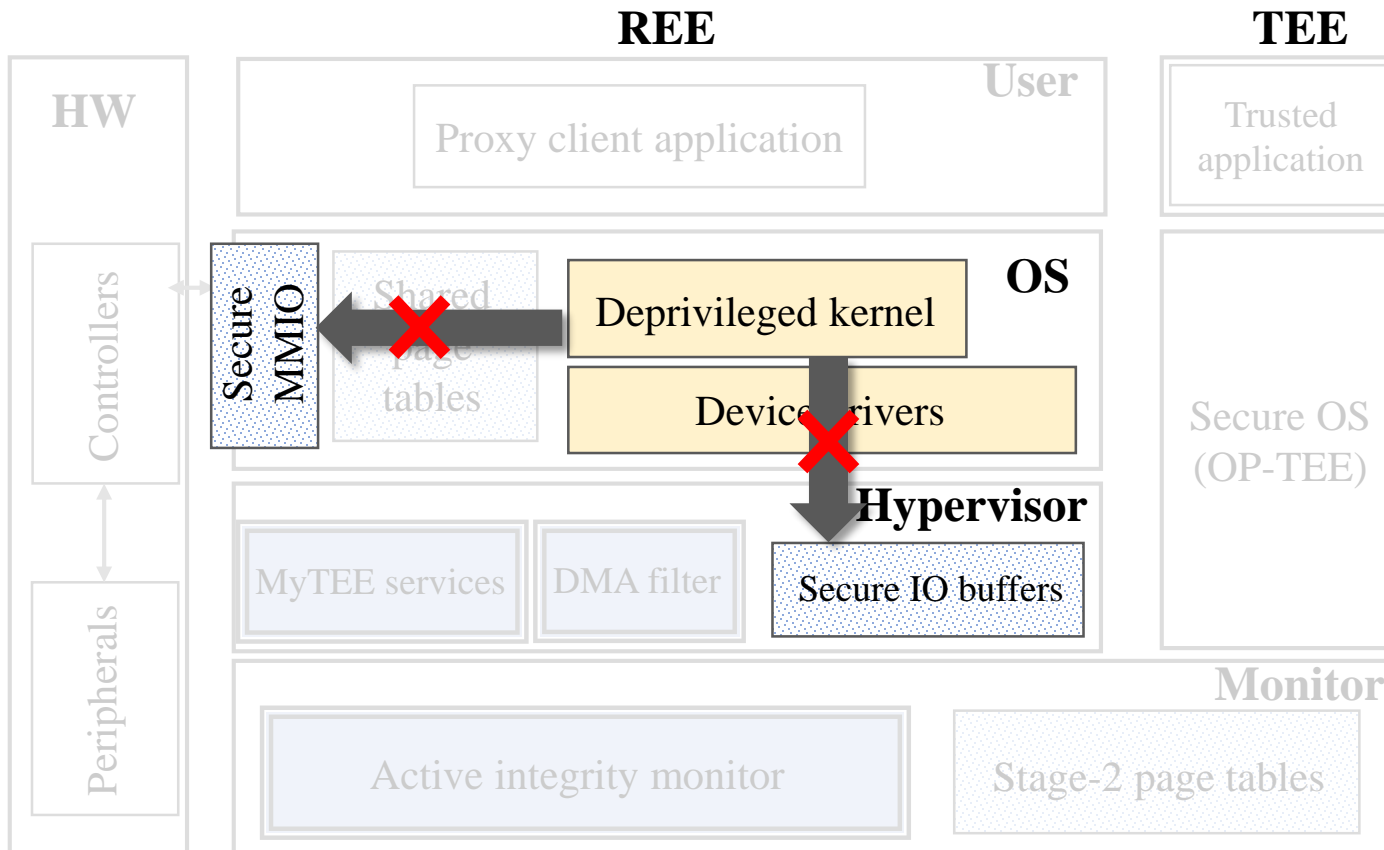 REE
TEE
HW
User
Proxy client application
Trusted
application
Controllers
Secure
MMIO
Shared
page
tables
Deprivileged kernel
OS
Device drivers
Secure OS
(OP-TEE)
Hypervisor
MyTEE services
DMA filter
Secure IO buffers
Peripherals
Monitor
Active integrity monitor
Stage-2 page tables